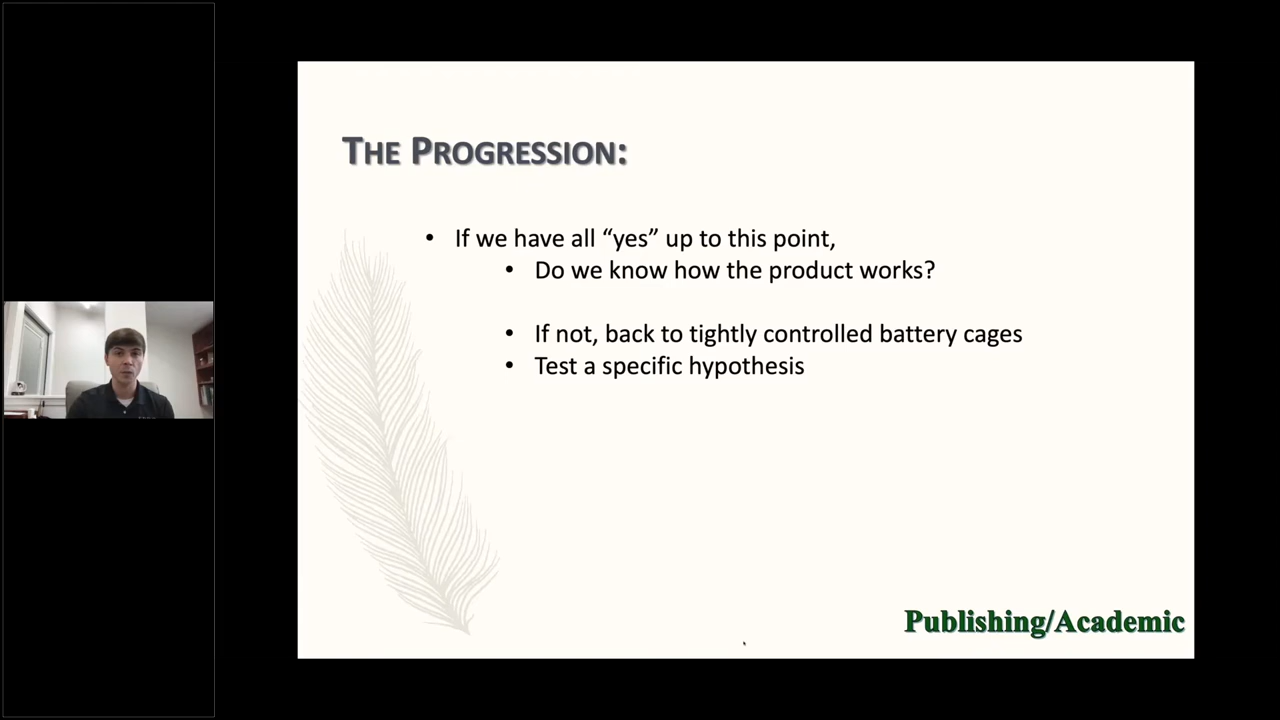 THE PROGRESSION:
• If we have all “yes” up to this point,
• Do we know how the product works?
• If not, back to tightly controlled battery cages
• Test a specific hypothesis
Publishing/Academic